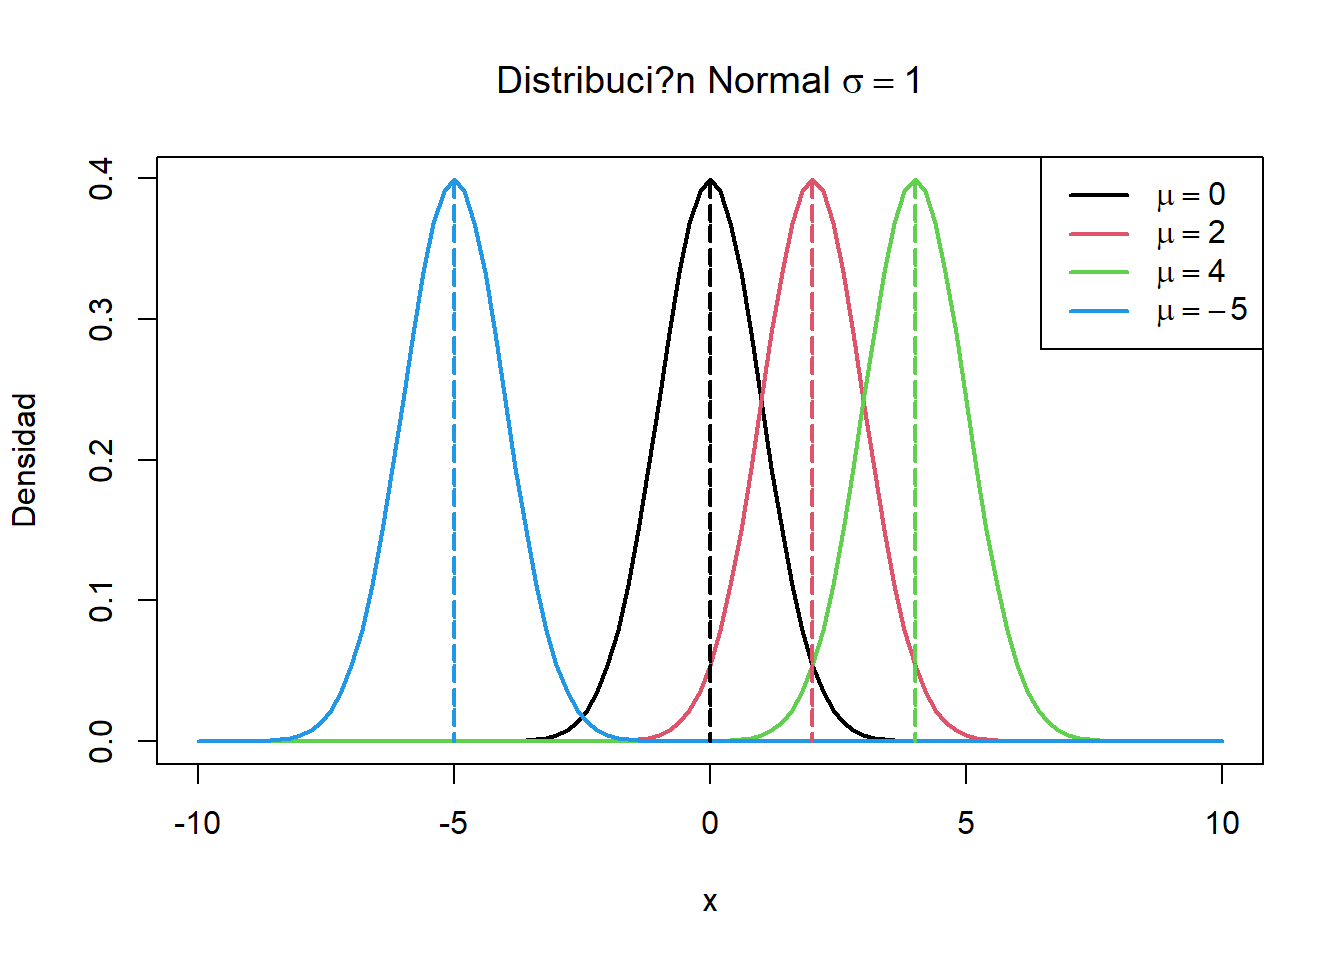 Distribuci?n Normal σ = 1
μ = 0
μ = 2
μ = 4
μ = −5
Densidad
0.4
0.3
0.2
0.1
0.0
-10 -5 0 5 10
x